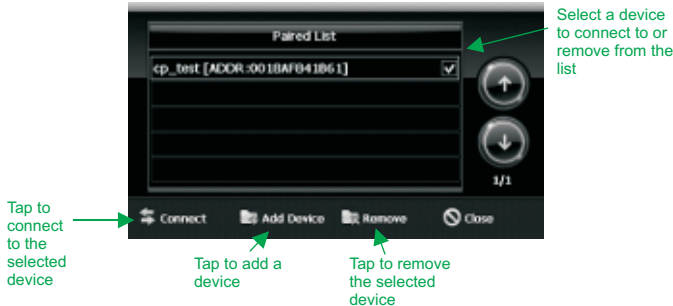 Select a device
to connect to or
remove from the
list
Paired List
cp_test [ADDR:001BAF841B61]
1/1
Connect
Add Device
Remove
Close
Tap to
connect
to the
selected
device
Tap to add a
device
Tap to remove
the selected
device